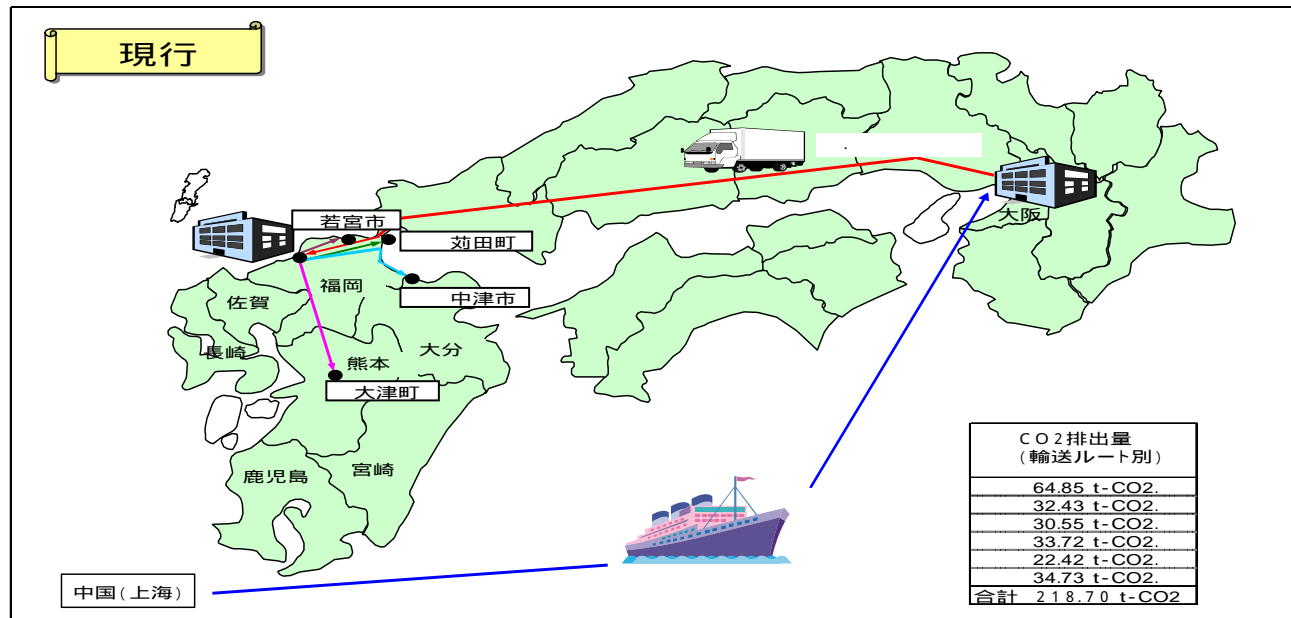 現行
若宮市
苅田町
大阪
福岡
中津市
佐賀
長崎
大分
熊本
大津町
鹿児島
宮崎
中国(上海)
CO2排出量
(輸送ルート別)
64.85 t-CO2.
32.43 t-CO2.
30.55 t-CO2.
33.72 t-CO2.
22.42 t-CO2.
34.73 t-CO2.
合計 218.70 t-CO2